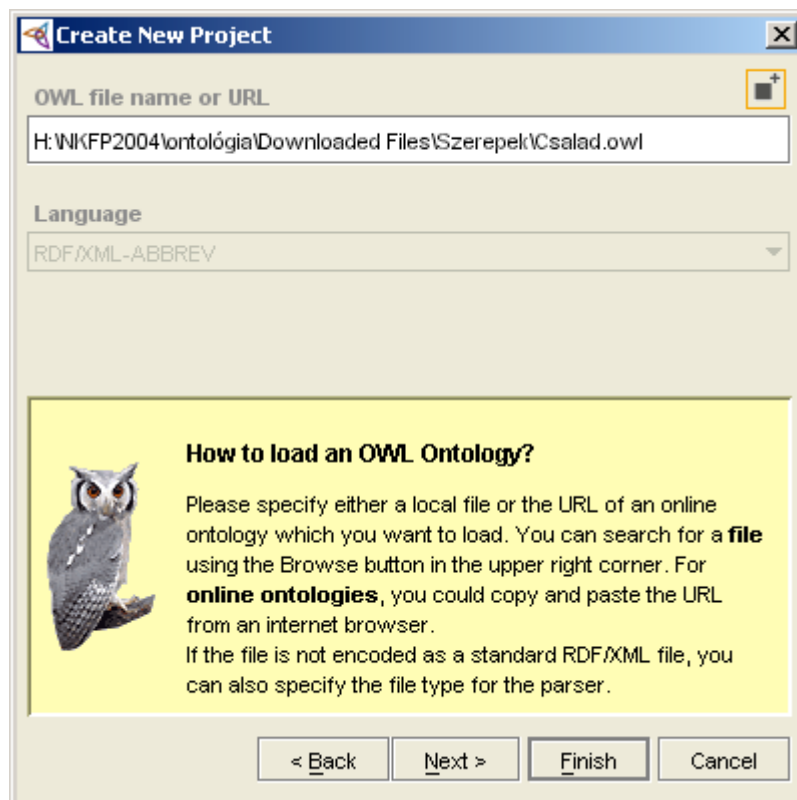 Create New Project
OWL file name or URL
H:\NKFP2004\ontológia\Downloaded Files\Szerepek\Csalad.owl
Language
RDF/XML-ABBREV
How to load an OWL Ontology?
Please specify either a local file or the URL of an online
ontology which you want to load. You can search for a file
using the Browse button in the upper right corner. For
online ontologies, you could copy and paste the URL
from an internet browser.
If the file is not encoded as a standard RDF/XML file, you
can also specify the file type for the parser.
< Back Next > Finish Cancel